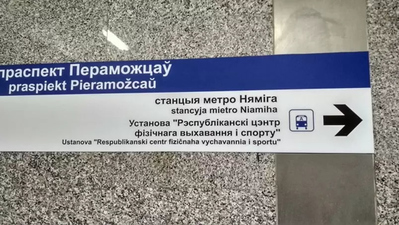 праспект Пераможцаў
praspiekt Pieramožcaŭ
станцыя метро Няміга
stancyja mietro Niamiha
Установа "Рэспубліканскі цэнтр
фізічнага выхавання і спорту"
Ustanova "Respublikanski centr fizičnaha vychavannia i sportu"